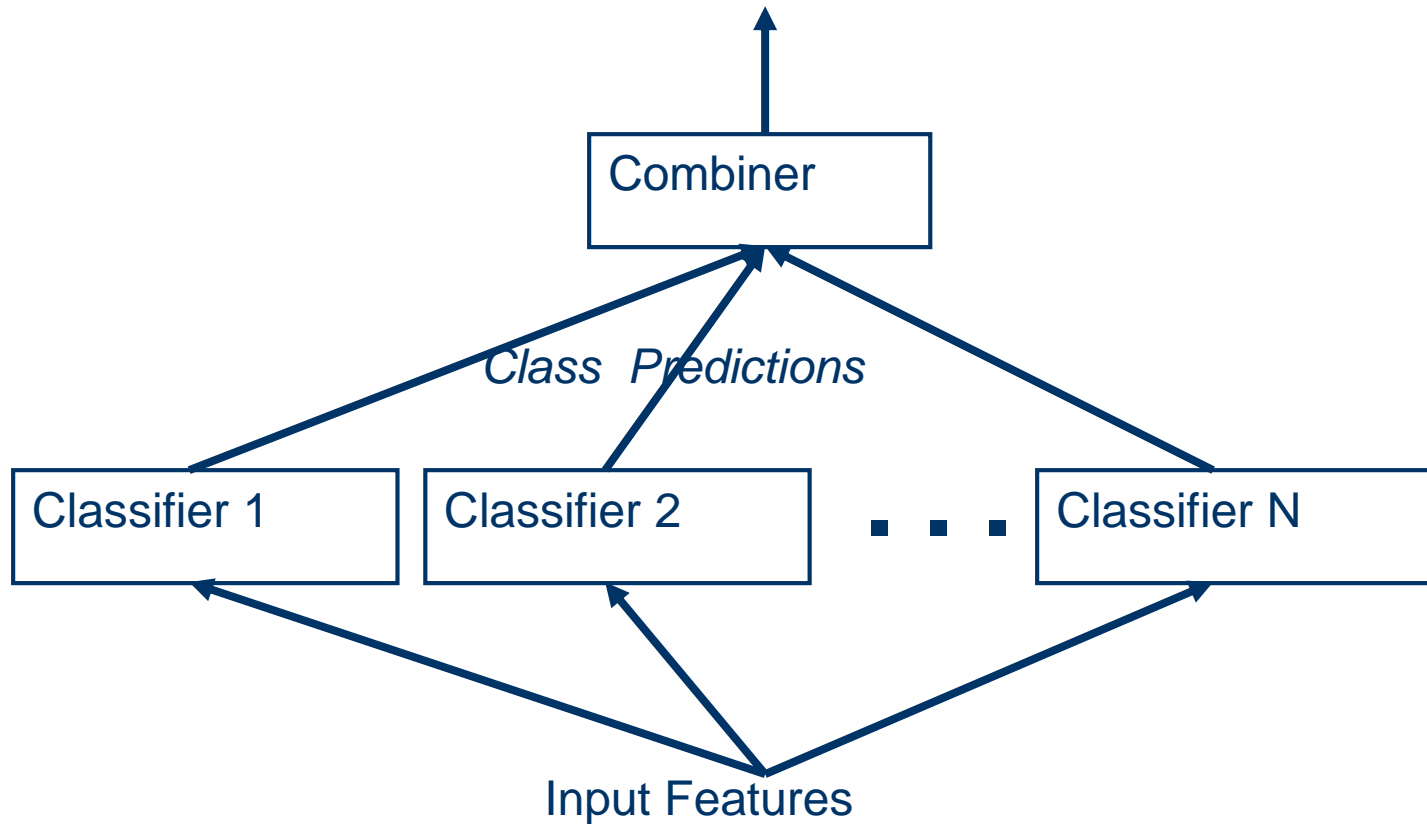 Combiner
Class Predictions
Classifier 1
Classifier 2
Classifier N
Input Features